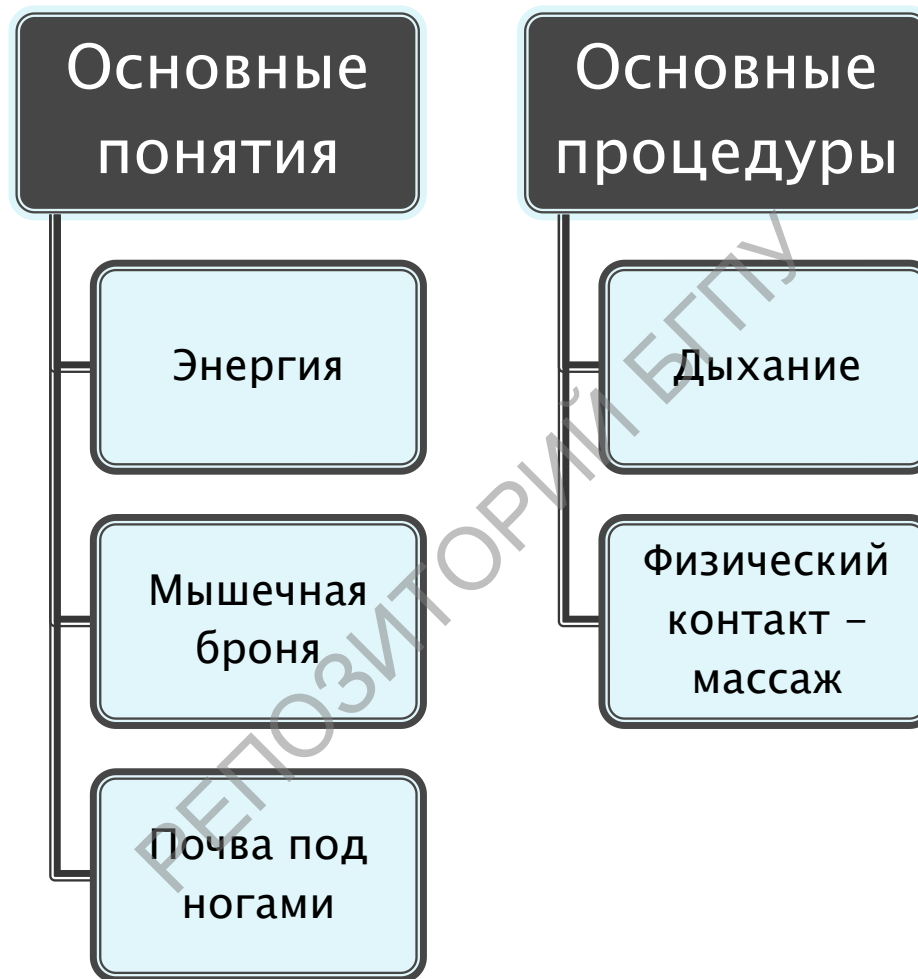 Основные
понятия
Энергия
Мышечная
броня
Почва под
ногами
Основные
процедуры
Дыхание
Физический
контакт –
массаж
РЕПОЗИТОРИЙ БГПУ